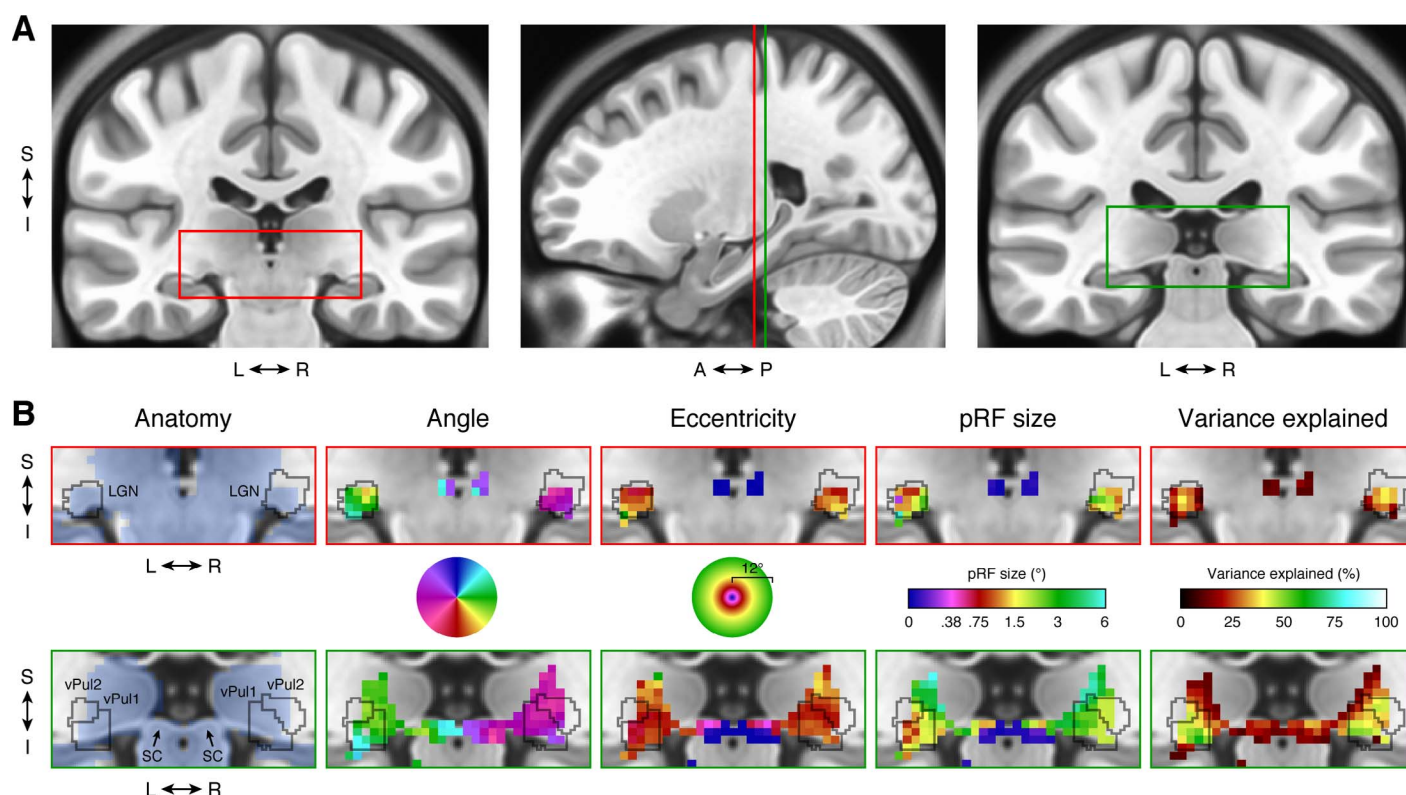 A
S
I
L R
A P
L R
B
Anatomy Angle Eccentricity pRF size Variance explained
S
I
LGN LGN
L R
12°
pRF size (°)
0 .38 .75 1.5 3 6
Variance explained (%)
0 25 50 75 100
S
I
vPul2 vPul1 vPul1 vPul2
SC SC
L R